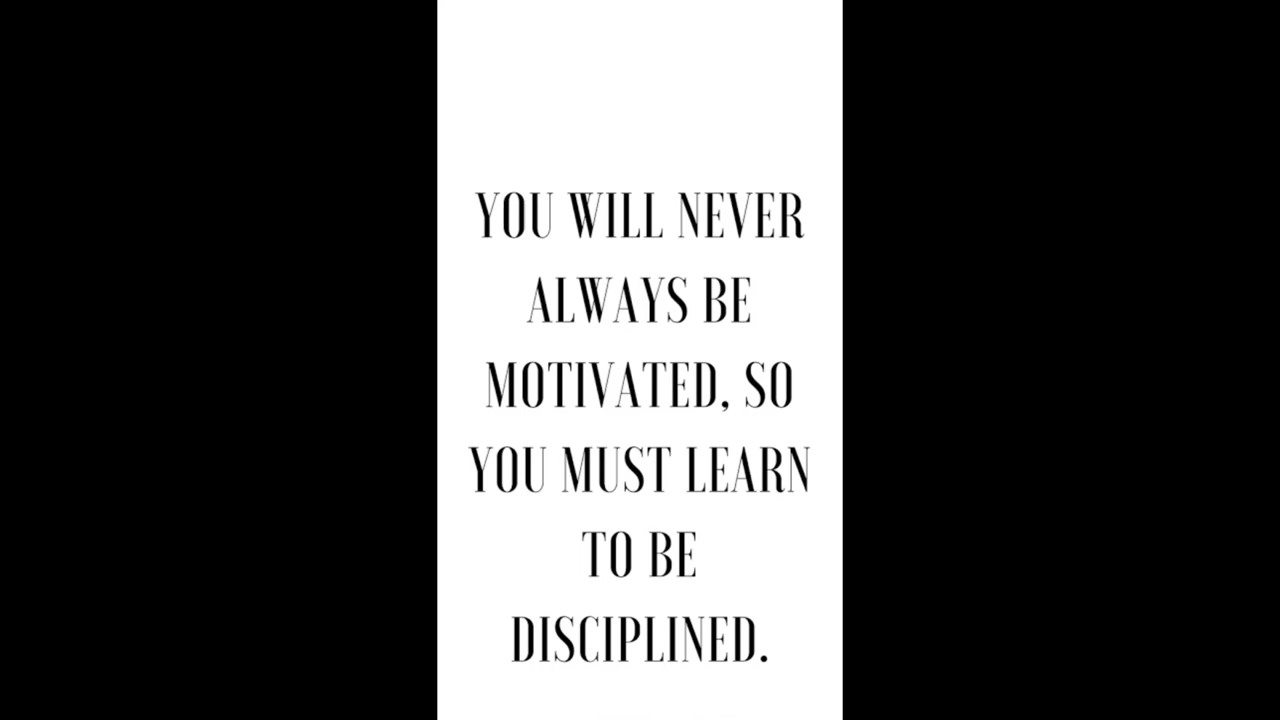 YOU WILL NEVER
ALWAYS BE
MOTIVATED, SO
YOU MUST LEARN
TO BE
DISCIPLINED.